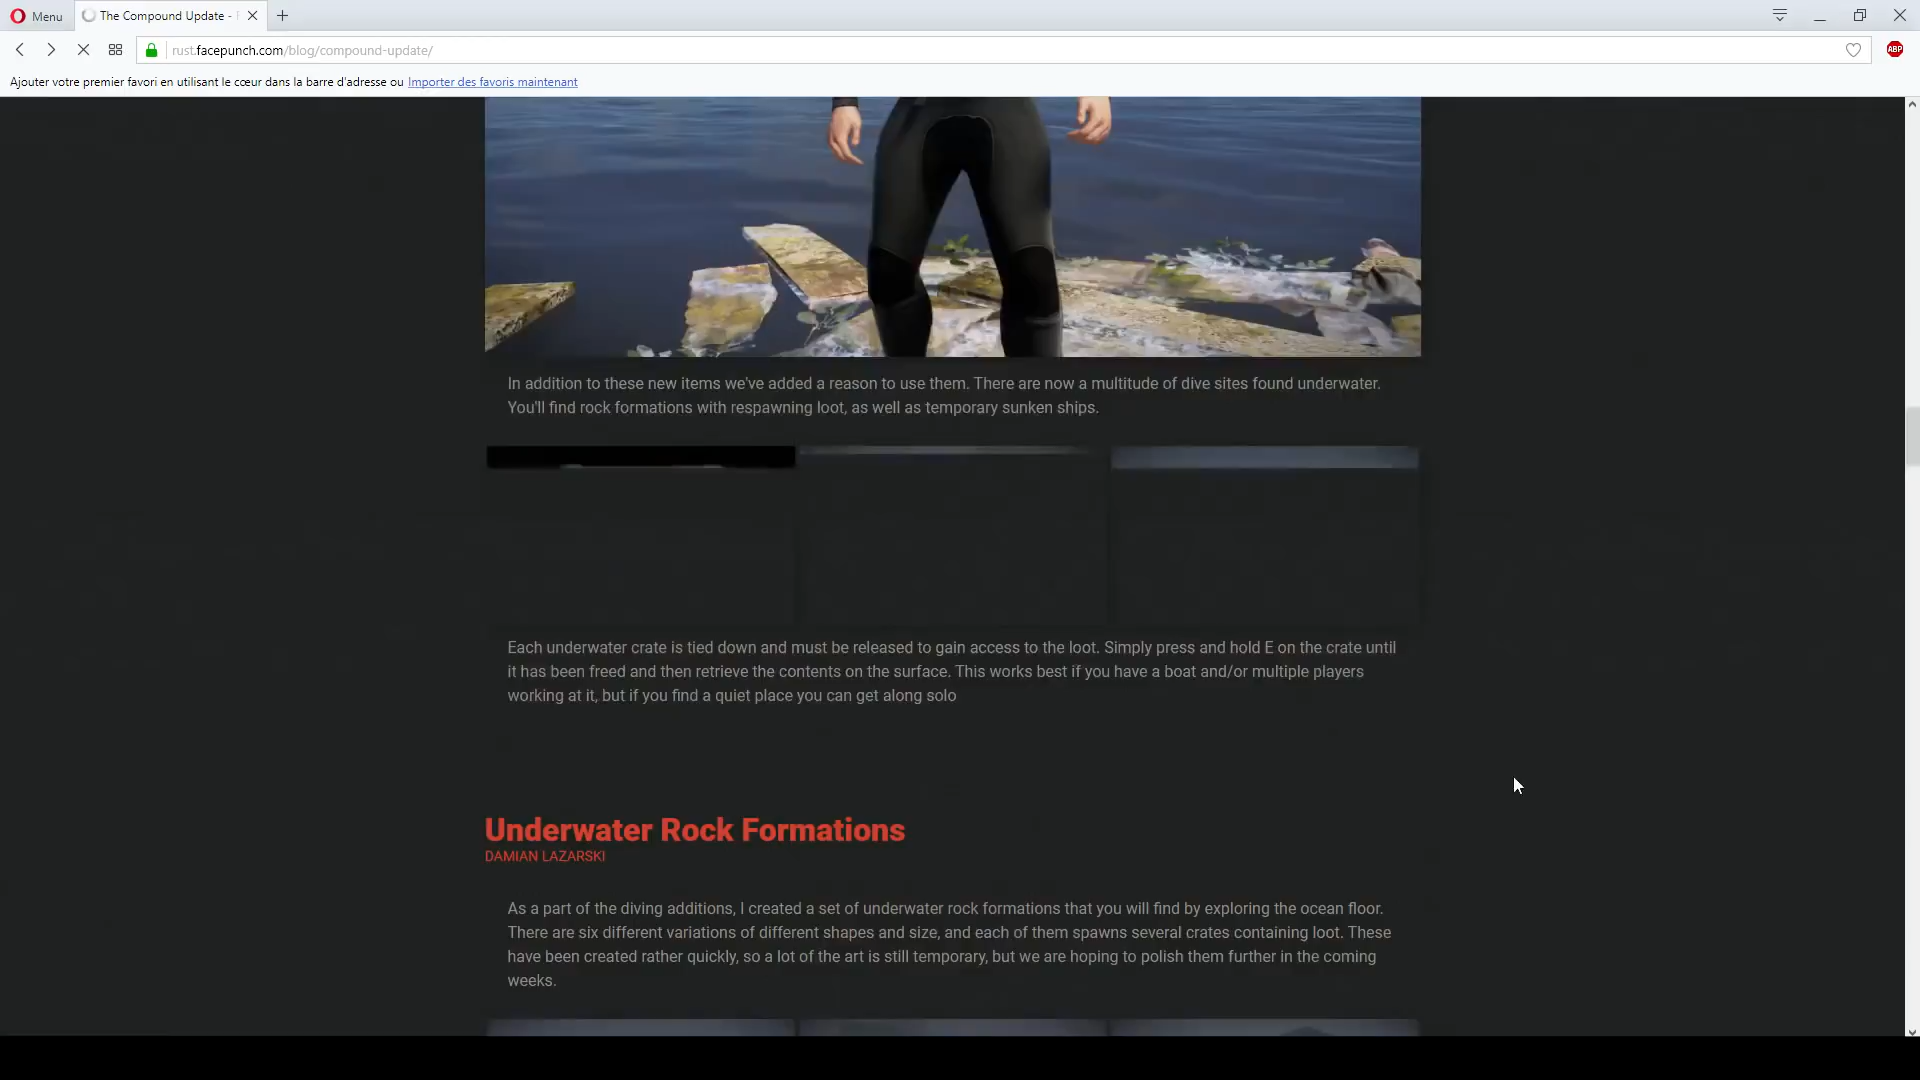 Menu
The Compound Update -
rust.facepunch.com/blog/compound-update/
ABP
Ajouter votre premier favori en utilisant le cœur dans la barre d'adresse ou Importer des favoris maintenant
In addition to these new items we've added a reason to use them. There are now a multitude of dive sites found underwater.
You'll find rock formations with respawning loot, as well as temporary sunken ships.
Each underwater crate is tied down and must be released to gain access to the loot. Simply press and hold E on the crate until
it has been freed and then retrieve the contents on the surface. This works best if you have a boat and/or multiple players
working at it, but if you find a quiet place you can get along solo
Underwater Rock Formations
DAMIAN LAZARSKI
As a part of the diving additions, I created a set of underwater rock formations that you will find by exploring the ocean floor.
There are six different variations of different shapes and size, and each of them spawns several crates containing loot. These
have been created rather quickly, so a lot of the art is still temporary, but we are hoping to polish them further in the coming
weeks.